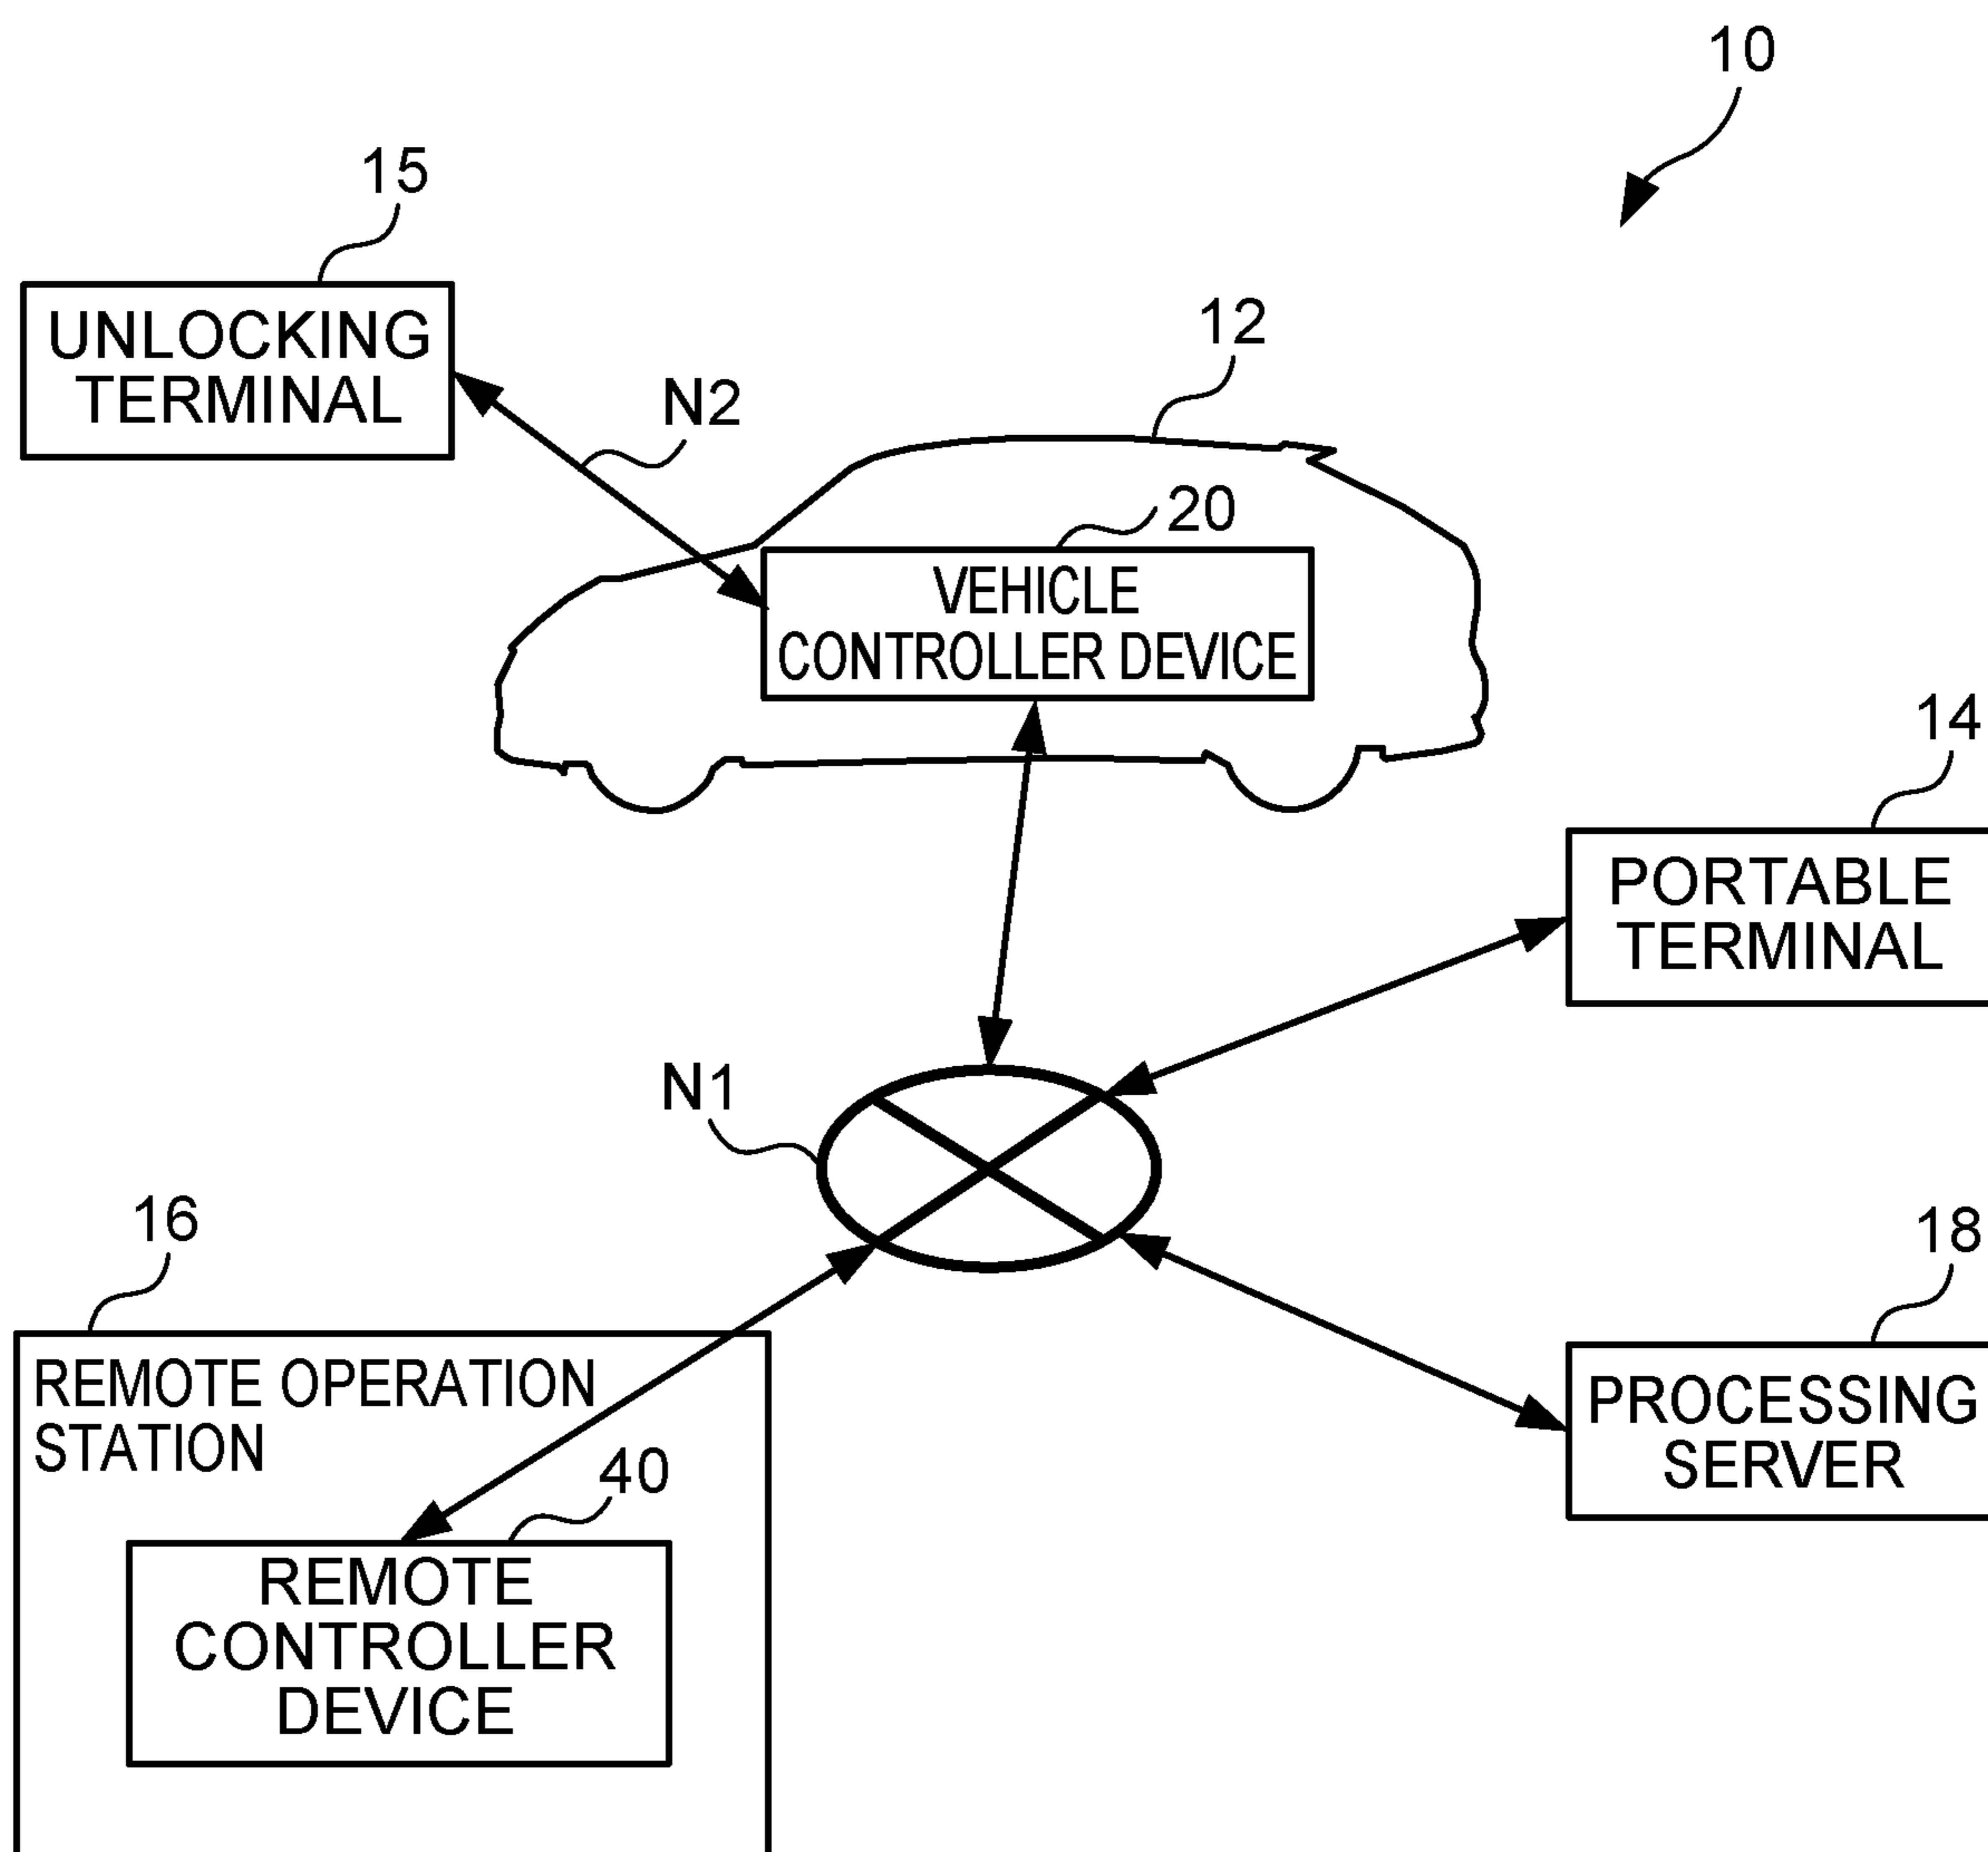 10
15
UNLOCKING
TERMINAL
N2
12
20
VEHICLE
CONTROLLER DEVICE
14
PORTABLE
TERMINAL
N1
16
REMOTE OPERATION
STATION
40
REMOTE
CONTROLLER
DEVICE
18
PROCESSING
SERVER